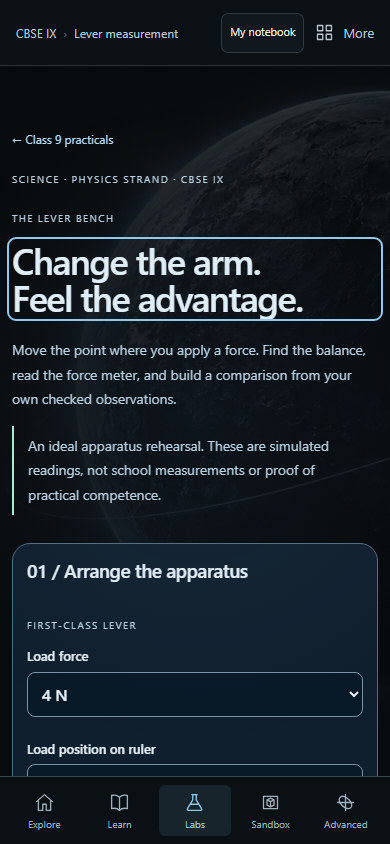 CBSE IX › Lever measurement
My notebook
More
← Class 9 practicals
SCIENCE · PHYSICS STRAND · CBSE IX
THE LEVER BENCH
Change the arm.
Feel the advantage.
Move the point where you apply a force. Find the balance,
read the force meter, and build a comparison from your
own checked observations.
An ideal apparatus rehearsal. These are simulated
readings, not school measurements or proof of
practical competence.
01 / Arrange the apparatus
FIRST-CLASS LEVER
Load force
4 N
Load position on ruler
Explore
Learn
Labs
Sandbox
Advanced